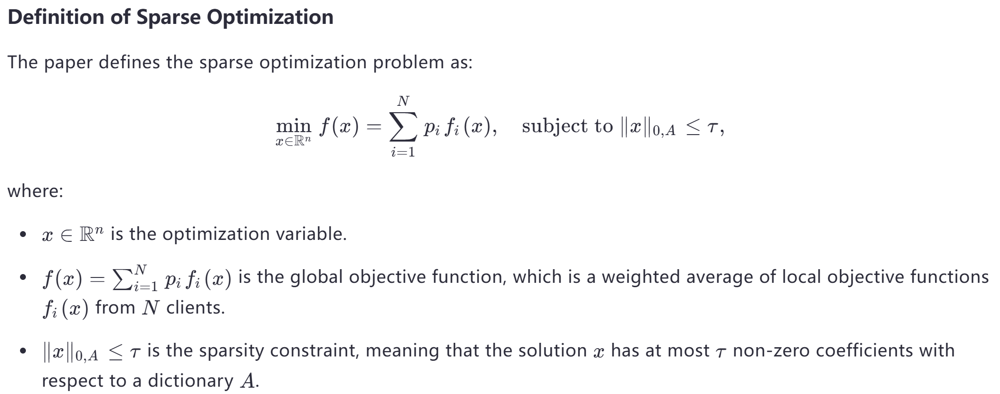 Definition of Sparse Optimization
The paper defines the sparse optimization problem as:
$$\min_{x \in \mathbb{R}^n} f(x) = \sum_{i=1}^{N} p_i f_i(x), \quad \text{subject to } \|x\|_{0,A} \leq \tau,$$
where:
• $x \in \mathbb{R}^n$ is the optimization variable.
• $f(x) = \sum_{i=1}^{N} p_i f_i(x)$ is the global objective function, which is a weighted average of local objective functions
$f_i(x)$ from $N$ clients.
• $\|x\|_{0,A} \leq \tau$ is the sparsity constraint, meaning that the solution $x$ has at most $\tau$ non-zero coefficients with
respect to a dictionary $A$.